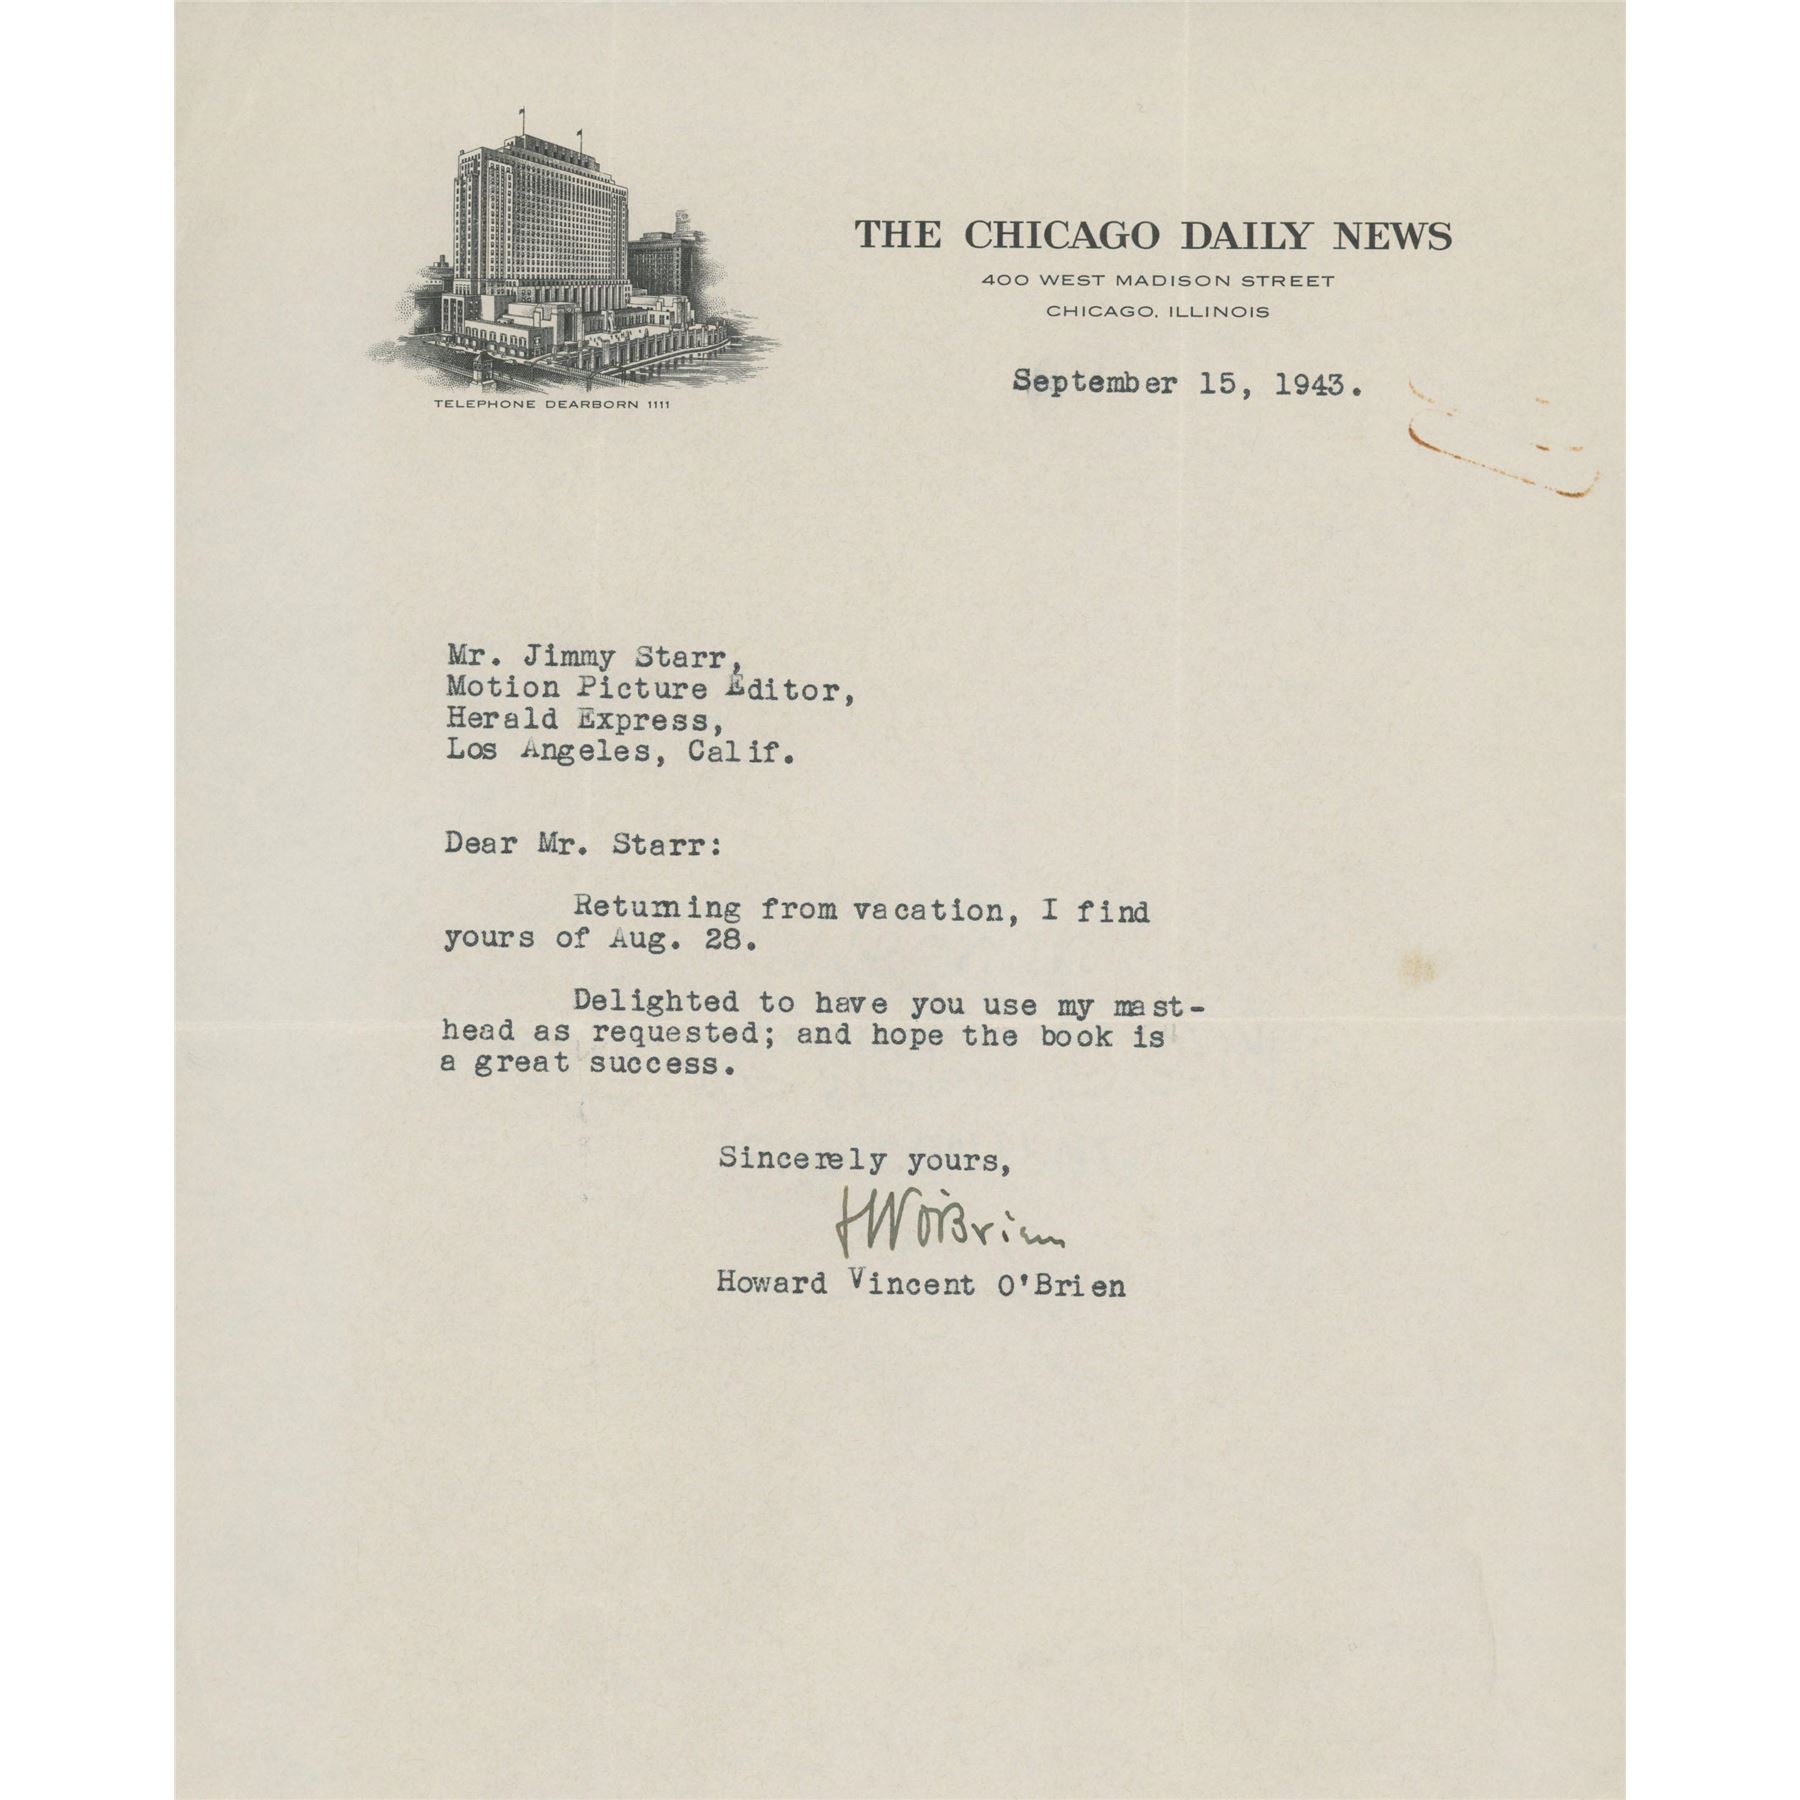 THE CHICAGO DAILY NEWS
400 WEST MADISON STREET
CHICAGO, ILLINOIS
TELEPHONE DEARBORN 1111
September 15, 1943.
Mr. Jimmy Starr,
Motion Picture Editor,
Herald Express,
Los Angeles, Calif.
Dear Mr. Starr:
Returning from vacation, I find
yours of Aug. 28.
Delighted to have you use my mast-
head as requested; and hope the book is
a great success.
Sincerely yours,
HVO'Brien
Howard Vincent O'Brien